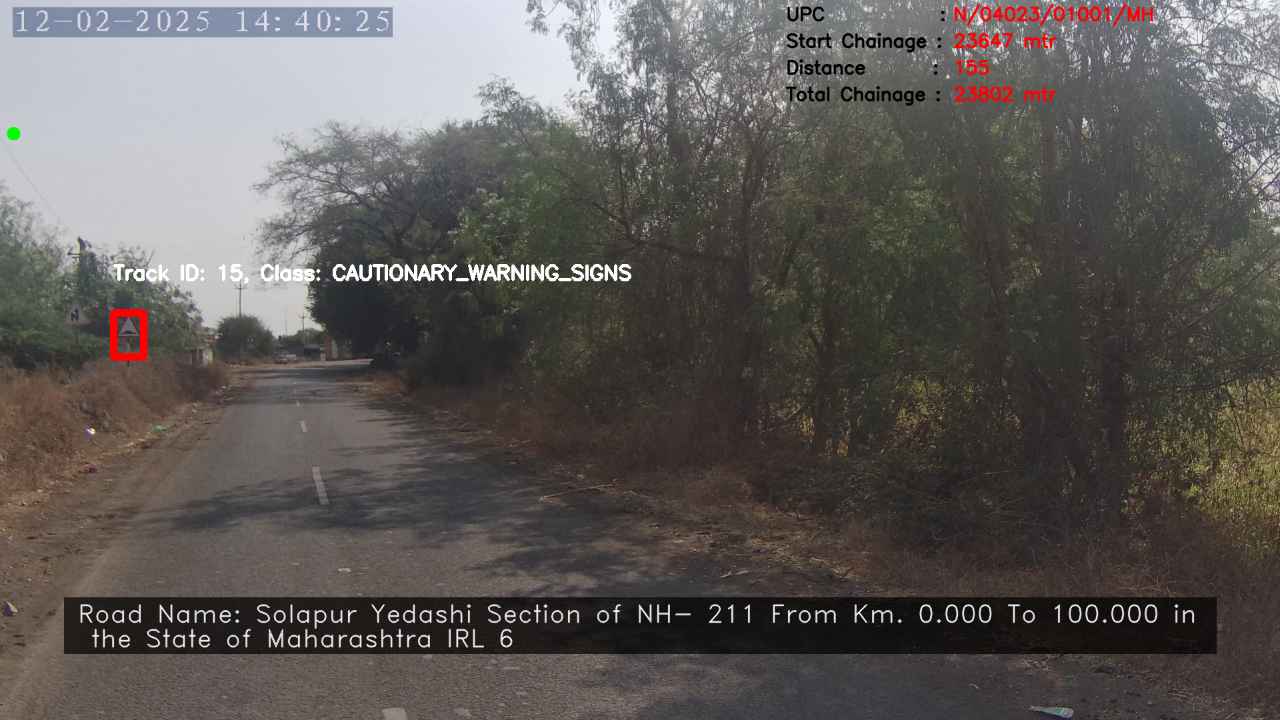 12-02-2025 14:40:25
UPC : N/04023/01001/MH
Start Chainage : 23647 mtr
Distance : 155
Total Chainage : 23802 mtr
Track ID: 15, Class: CAUTIONARY_WARNING_SIGNS
Road Name: Solapur Yedashi Section of NH- 211 From Km. 0.000 To 100.000 in
the State of Maharashtra IRL 6